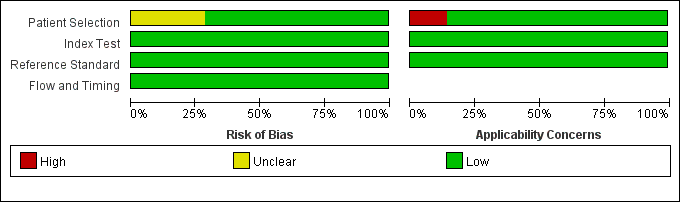 Patient Selection
Index Test
Reference Standard
Flow and Timing
0% 25% 50% 75% 100% 0% 25% 50% 75% 100%
Risk of Bias Applicability Concerns
High Unclear Low